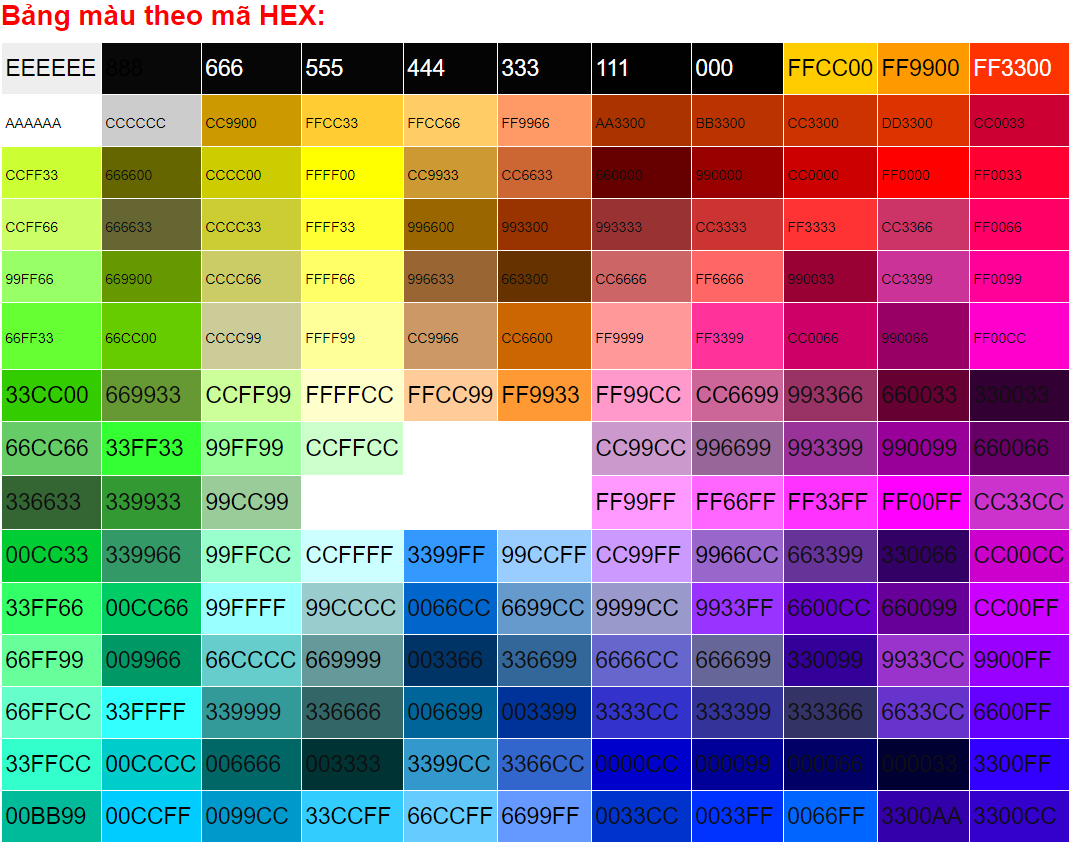 Bảng màu theo mã HEX:
EEEEEE 888 666 555 444 333 111 000 FFCC00 FF9900 FF3300
AAAAAA CCCCCC CC9900 FFCC33 FFCC66 FF9966 AA3300 BB3300 CC3300 DD3300 CC0033
CCFF33 666600 CCCC00 FFFF00 CC9933 CC6633 660000 990000 CC0000 FF0000 FF0033
CCFF66 666633 CCCC33 FFFF33 996600 993300 993333 CC3333 FF3333 CC3366 FF0066
99FF66 669900 CCCC66 FFFF66 996633 663300 CC6666 FF6666 990033 CC3399 FF0099
66FF33 66CC00 CCCC99 FFFF99 CC9966 CC6600 FF9999 FF3399 CC0066 990066 FF00CC
33CC00 669933 CCFF99 FFFFCC FFCC99 FF9933 FF99CC CC6699 993366 660033 330033
66CC66 33FF33 99FF99 CCFFCC CC99CC 996699 993399 990099 660066
336633 339933 99CC99 FF99FF FF66FF FF33FF FF00FF CC33CC
00CC33 339966 99FFCC CCFFFF 3399FF 99CCFF CC99FF 9966CC 663399 330066 CC00CC
33FF66 00CC66 99FFFF 99CCCC 0066CC 6699CC 9999CC 9933FF 6600CC 660099 CC00FF
66FF99 009966 66CCCC 669999 003366 336699 6666CC 666699 330099 9933CC 9900FF
66FFCC 33FFFF 339999 336666 006699 003399 3333CC 333399 333366 6633CC 6600FF
33FFCC 00CCCC 006666 003333 3399CC 3366CC 0000CC 000099 000066 000033 3300FF
00BB99 00CCFF 0099CC 33CCFF 66CCFF 6699FF 0033CC 0033FF 0066FF 3300AA 3300CC